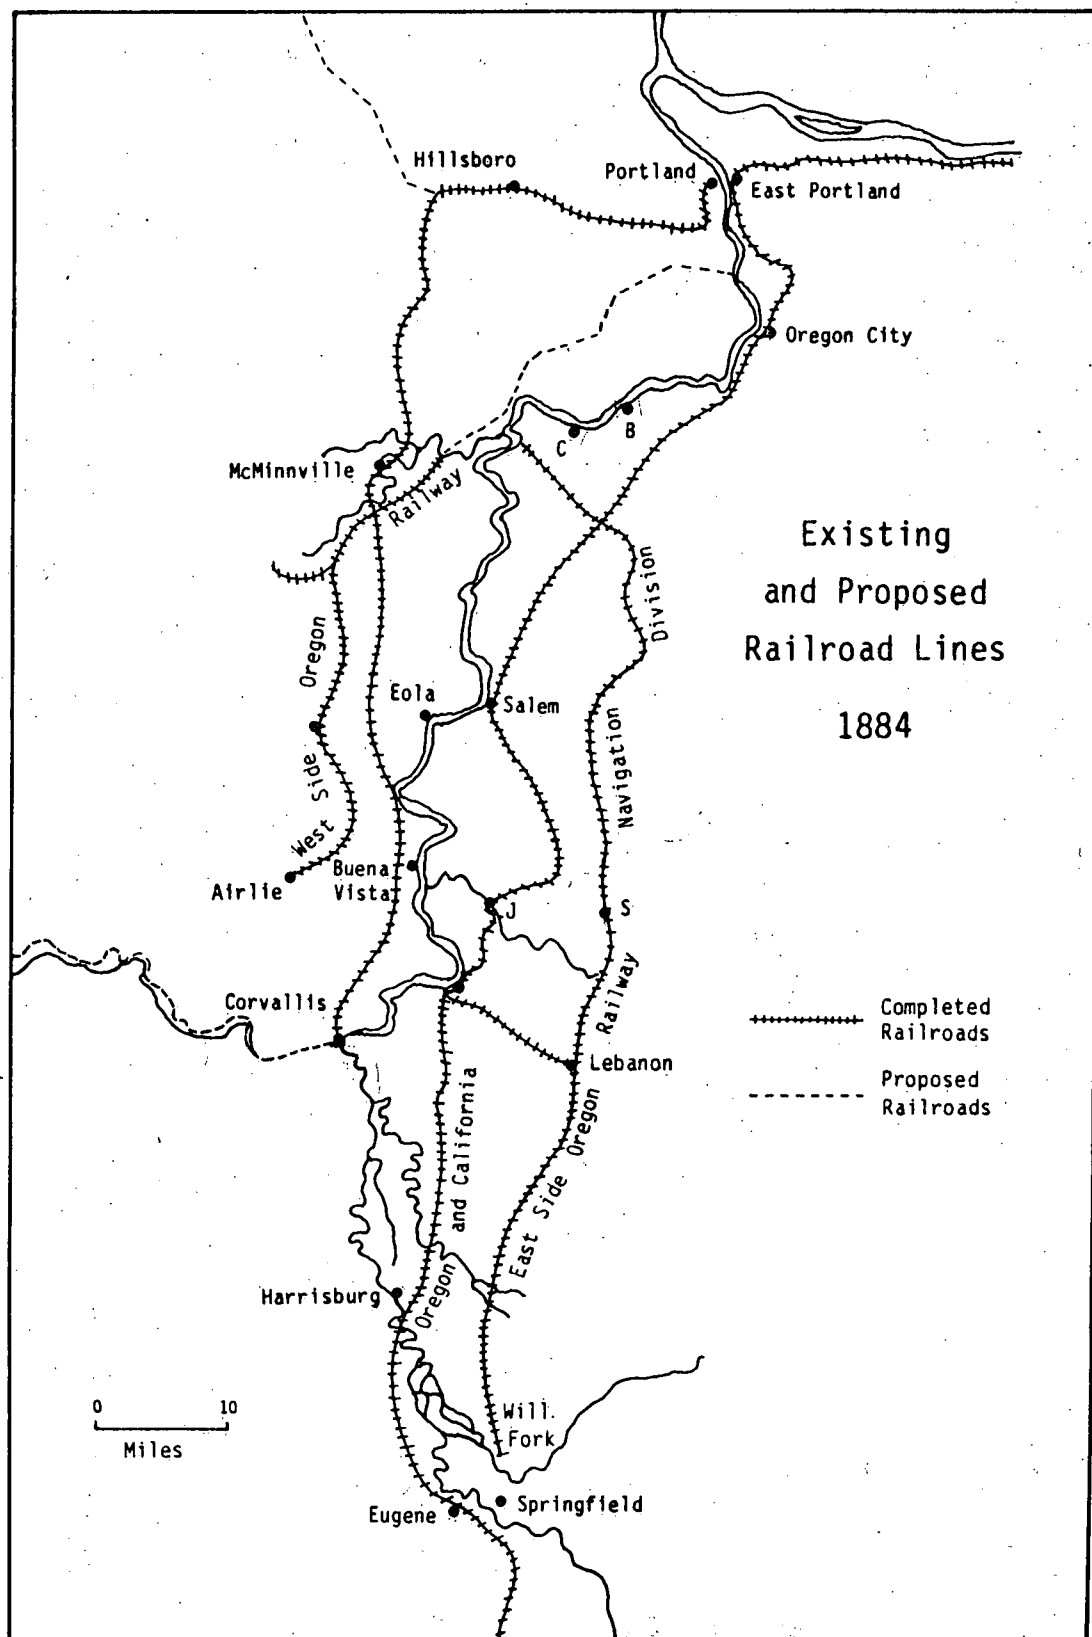 Hillsboro
Portland
East Portland
Oregon City
B
C
McMinnville
Railway
Existing
and Proposed
Railroad Lines
1884
Division
Oregon
Eola
Salem
Side
Navigation
West
Buena
Vista
Airlie
J
S
Corvallis
Railway
Completed
Railroads
Lebanon
Proposed
Railroads
and California
Oregon
East Side
Harrisburg
Oregon
0 10
Miles
Will.
Fork
Springfield
Eugene